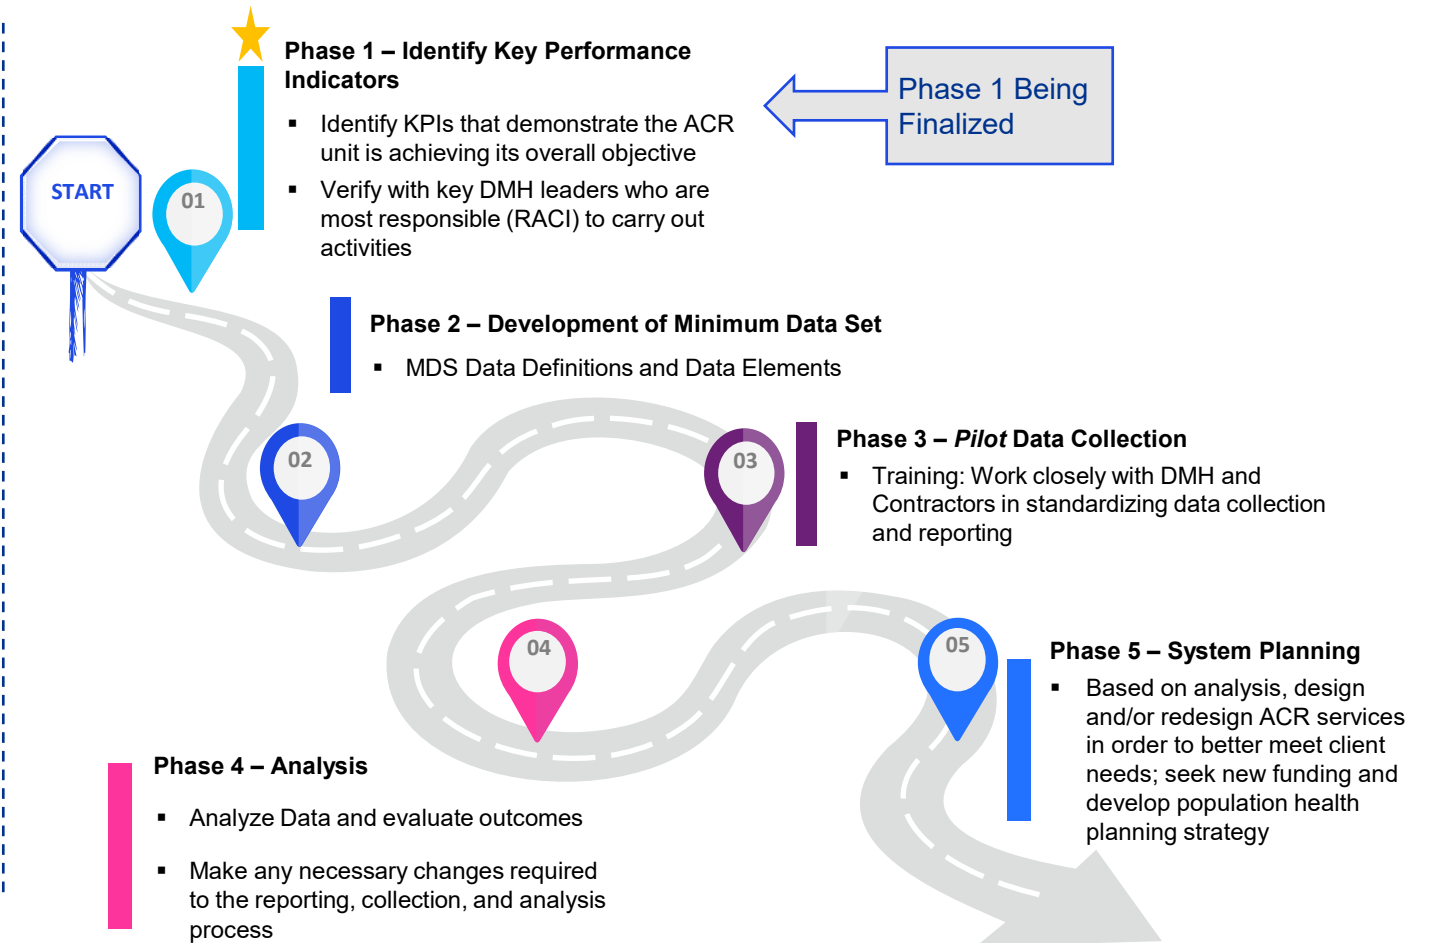 Phase 1 – Identify Key Performance
Indicators
▪ Identify KPIs that demonstrate the ACR
unit is achieving its overall objective
▪ Verify with key DMH leaders who are
most responsible (RACI) to carry out
activities
Phase 1 Being
Finalized
START
01
Phase 2 – Development of Minimum Data Set
▪ MDS Data Definitions and Data Elements
02
03
Phase 3 – Pilot Data Collection
▪ Training: Work closely with DMH and
Contractors in standardizing data collection
and reporting
04
05
Phase 5 – System Planning
▪ Based on analysis, design
and/or redesign ACR services
in order to better meet client
needs; seek new funding and
develop population health
planning strategy
Phase 4 – Analysis
▪ Analyze Data and evaluate outcomes
▪ Make any necessary changes required
to the reporting, collection, and analysis
process